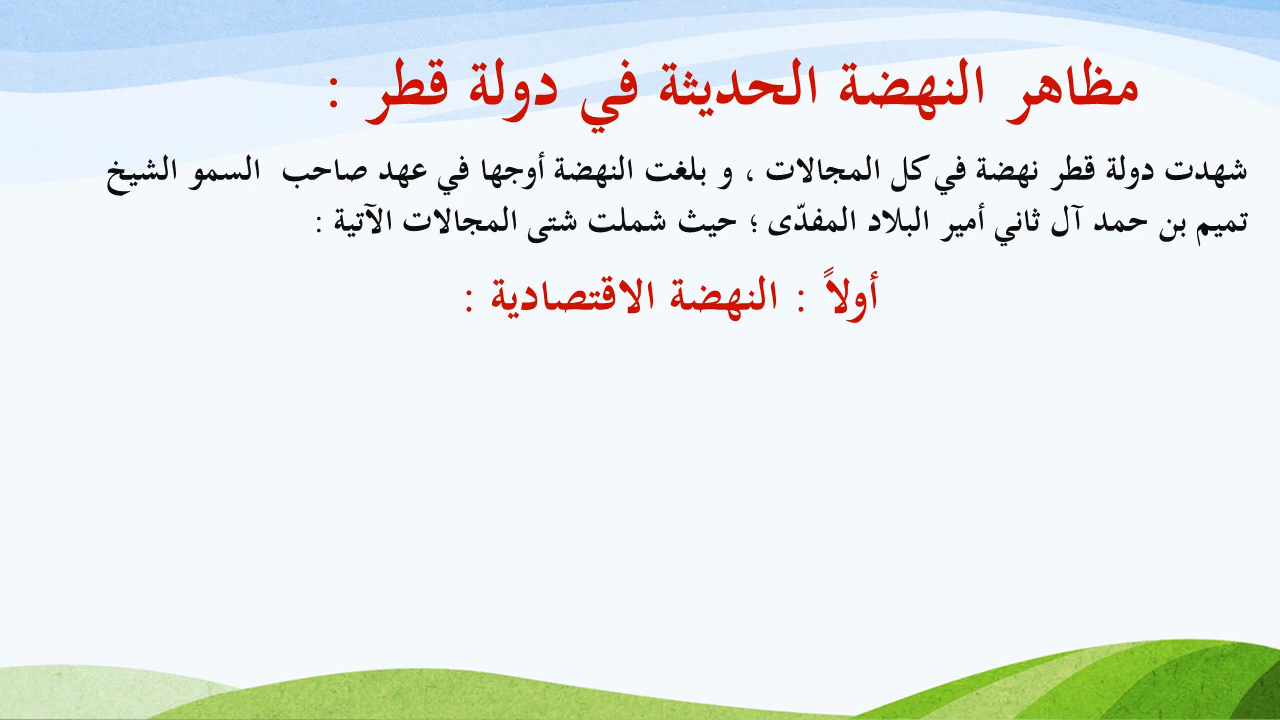 مظاهر النهضة الحديثة في دولة قطر :
شهدت دولة قطر نهضة في كل المجالات ، و بلغت النهضة أوجها في عهد صاحب السمو الشيخ
تميم بن حمد آل ثاني أمير البلاد المفدّى ؛ حيث شملت شتى المجالات الآتية :
أولاً : النهضة الاقتصادية :